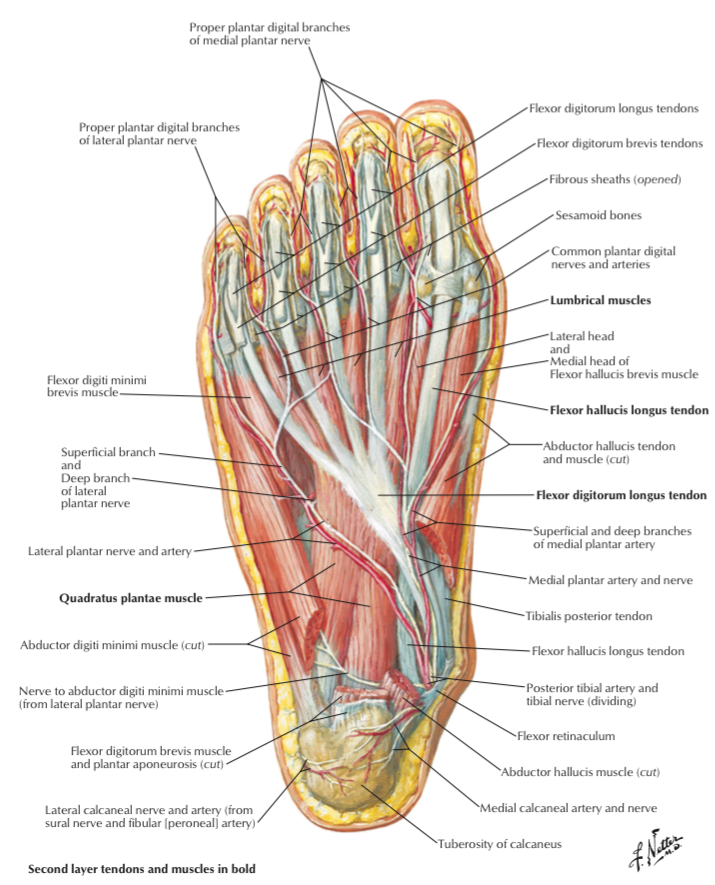 Proper plantar digital branches
of medial plantar nerve
Proper plantar digital branches
of lateral plantar nerve
Flexor digitorum longus tendons
Flexor digitorum brevis tendons
Fibrous sheaths (opened)
Sesamoid bones
Common plantar digital
nerves and arteries
Lumbrical muscles
Lateral head
and
Medial head of
Flexor hallucis brevis muscle
Flexor digiti minimi
brevis muscle
Flexor hallucis longus tendon
Abductor hallucis tendon
and muscle (cut)
Superficial branch
and
Deep branch
of lateral
plantar nerve
Flexor digitorum longus tendon
Superficial and deep branches
of medial plantar artery
Lateral plantar nerve and artery
Medial plantar artery and nerve
Quadratus plantae muscle
Tibialis posterior tendon
Abductor digiti minimi muscle (cut)
Flexor hallucis longus tendon
Nerve to abductor digiti minimi muscle
(from lateral plantar nerve)
Posterior tibial artery and
tibial nerve (dividing)
Flexor retinaculum
Flexor digitorum brevis muscle
and plantar aponeurosis (cut)
Abductor hallucis muscle (cut)
Lateral calcaneal nerve and artery (from
sural nerve and fibular [peroneal] artery)
Medial calcaneal artery and nerve
Tuberosity of calcaneus
F. Netter
M.D.
Second layer tendons and muscles in bold